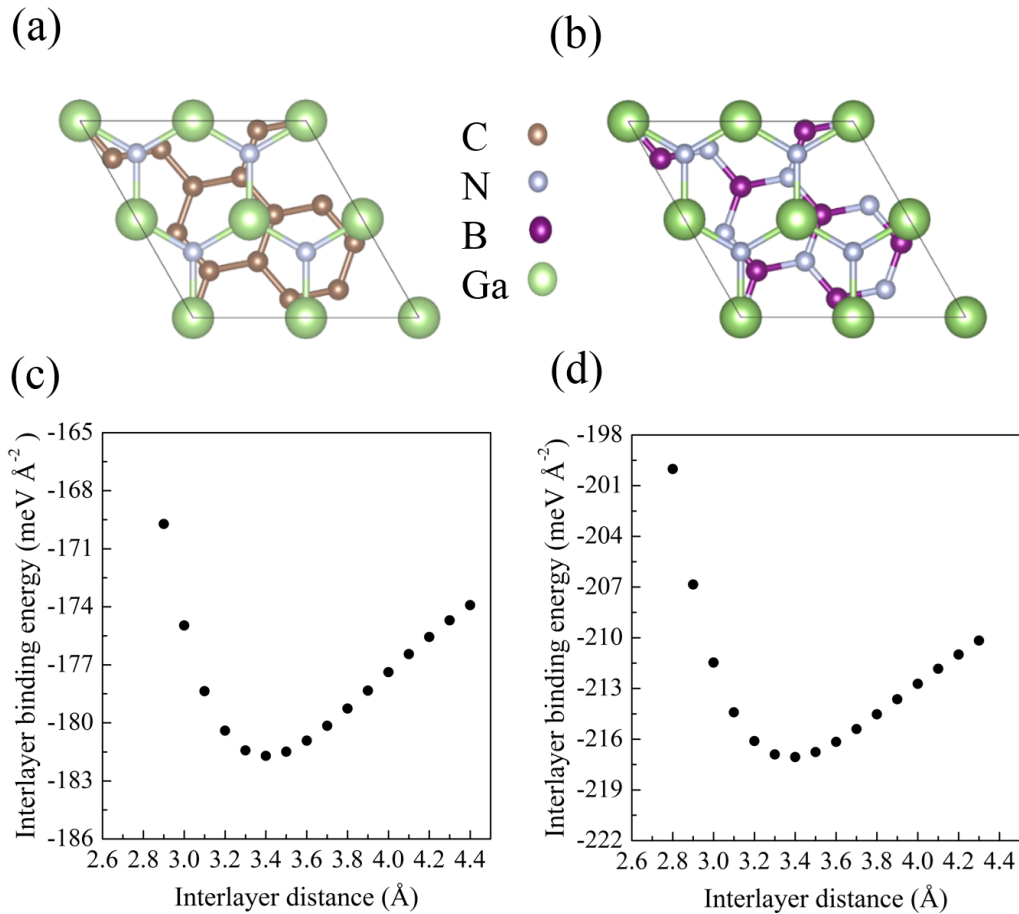 (a)
(b)
C
N
B
Ga
(c)
(d)
Interlayer binding energy (meV Å-2)
-165
-168
-171
-174
-177
-180
-183
-186
2.6 2.8 3.0 3.2 3.4 3.6 3.8 4.0 4.2 4.4
Interlayer distance (Å)
Interlayer binding energy (meV Å-2)
-198
-201
-204
-207
-210
-213
-216
-219
-222
2.6 2.8 3.0 3.2 3.4 3.6 3.8 4.0 4.2 4.4
Interlayer distance (Å)